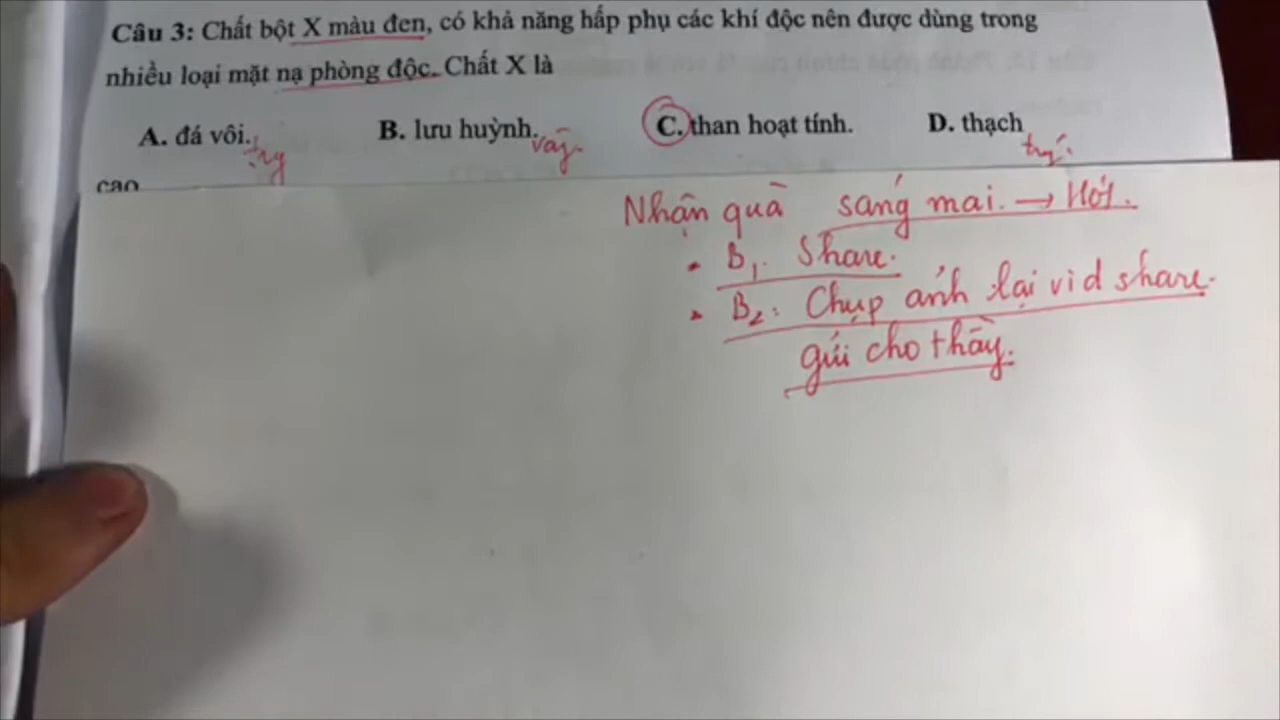 Câu 3: Chất bột X màu đen, có khả năng hấp phụ các khí độc nên được dùng trong
nhiều loại mặt nạ phòng độc. Chất X là
A. đá vôi. B. lưu huỳnh. C. than hoạt tính. D. thạch
cao
Nhận quà sáng mai. → Hót.
B1. Share.
B2: Chụp ảnh lại vid share.
gửi cho thầy.